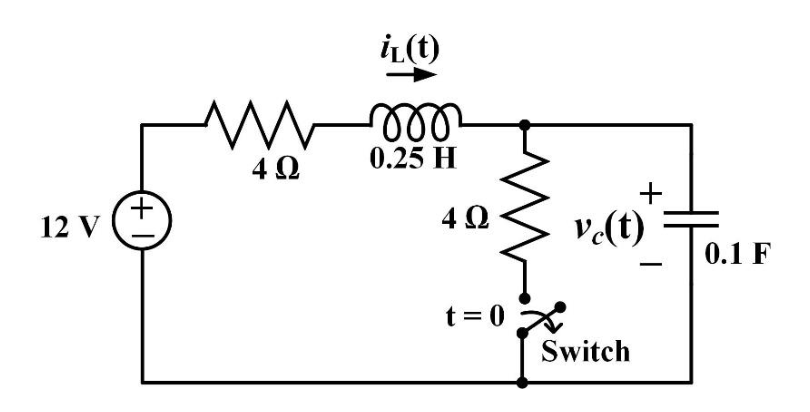 iL(t)
4 Ω
0.25 H
12 V
+
−
4 Ω
+
vc(t)
−
0.1 F
t = 0
Switch